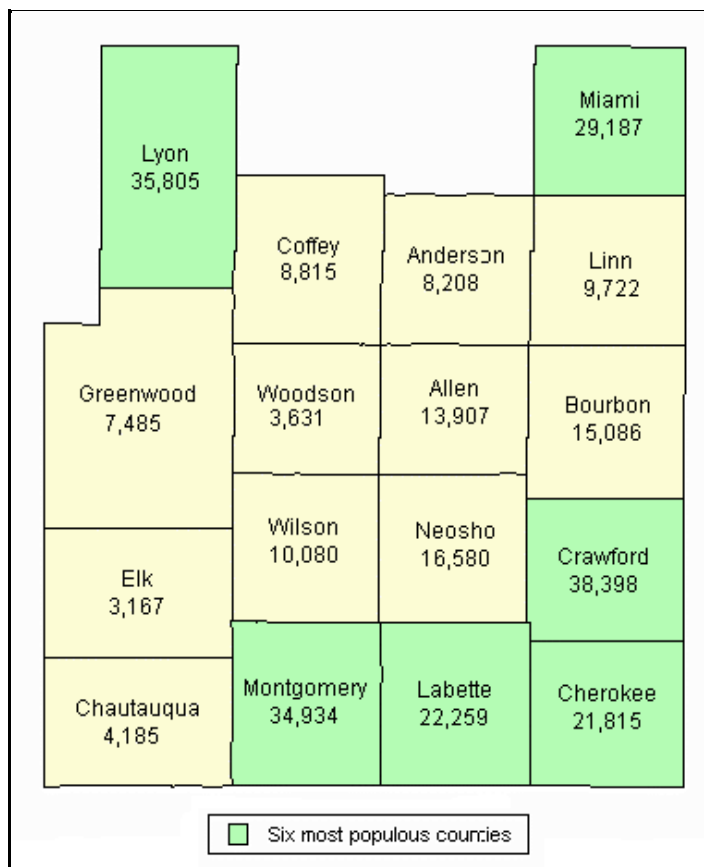 Miami
29,187
Lyon
35,805
Coffey
8,815
Anderson
8,208
Linn
9,722
Greenwood
7,485
Woodson
3,631
Allen
13,907
Bourbon
15,086
Wilson
10,080
Neosho
16,580
Crawford
38,398
Elk
3,167
Montgomery
34,934
Labette
22,259
Cherokee
21,815
Chautauqua
4,185
Six most populous counties